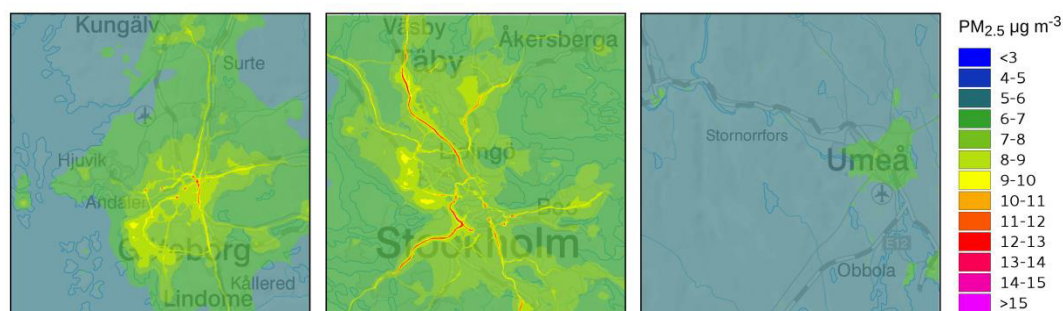 Kungälv
Surte
Hjuvik
Andalen
Göteborg
Kållered
Lindome
Väsby
Täby
Åkersberga
Lidingö
Boo
Stockholm
Stornorrfors
Umeå
E12
Obbola
PM2.5 µg m-3
<3
4-5
5-6
6-7
7-8
8-9
9-10
10-11
11-12
12-13
13-14
14-15
>15